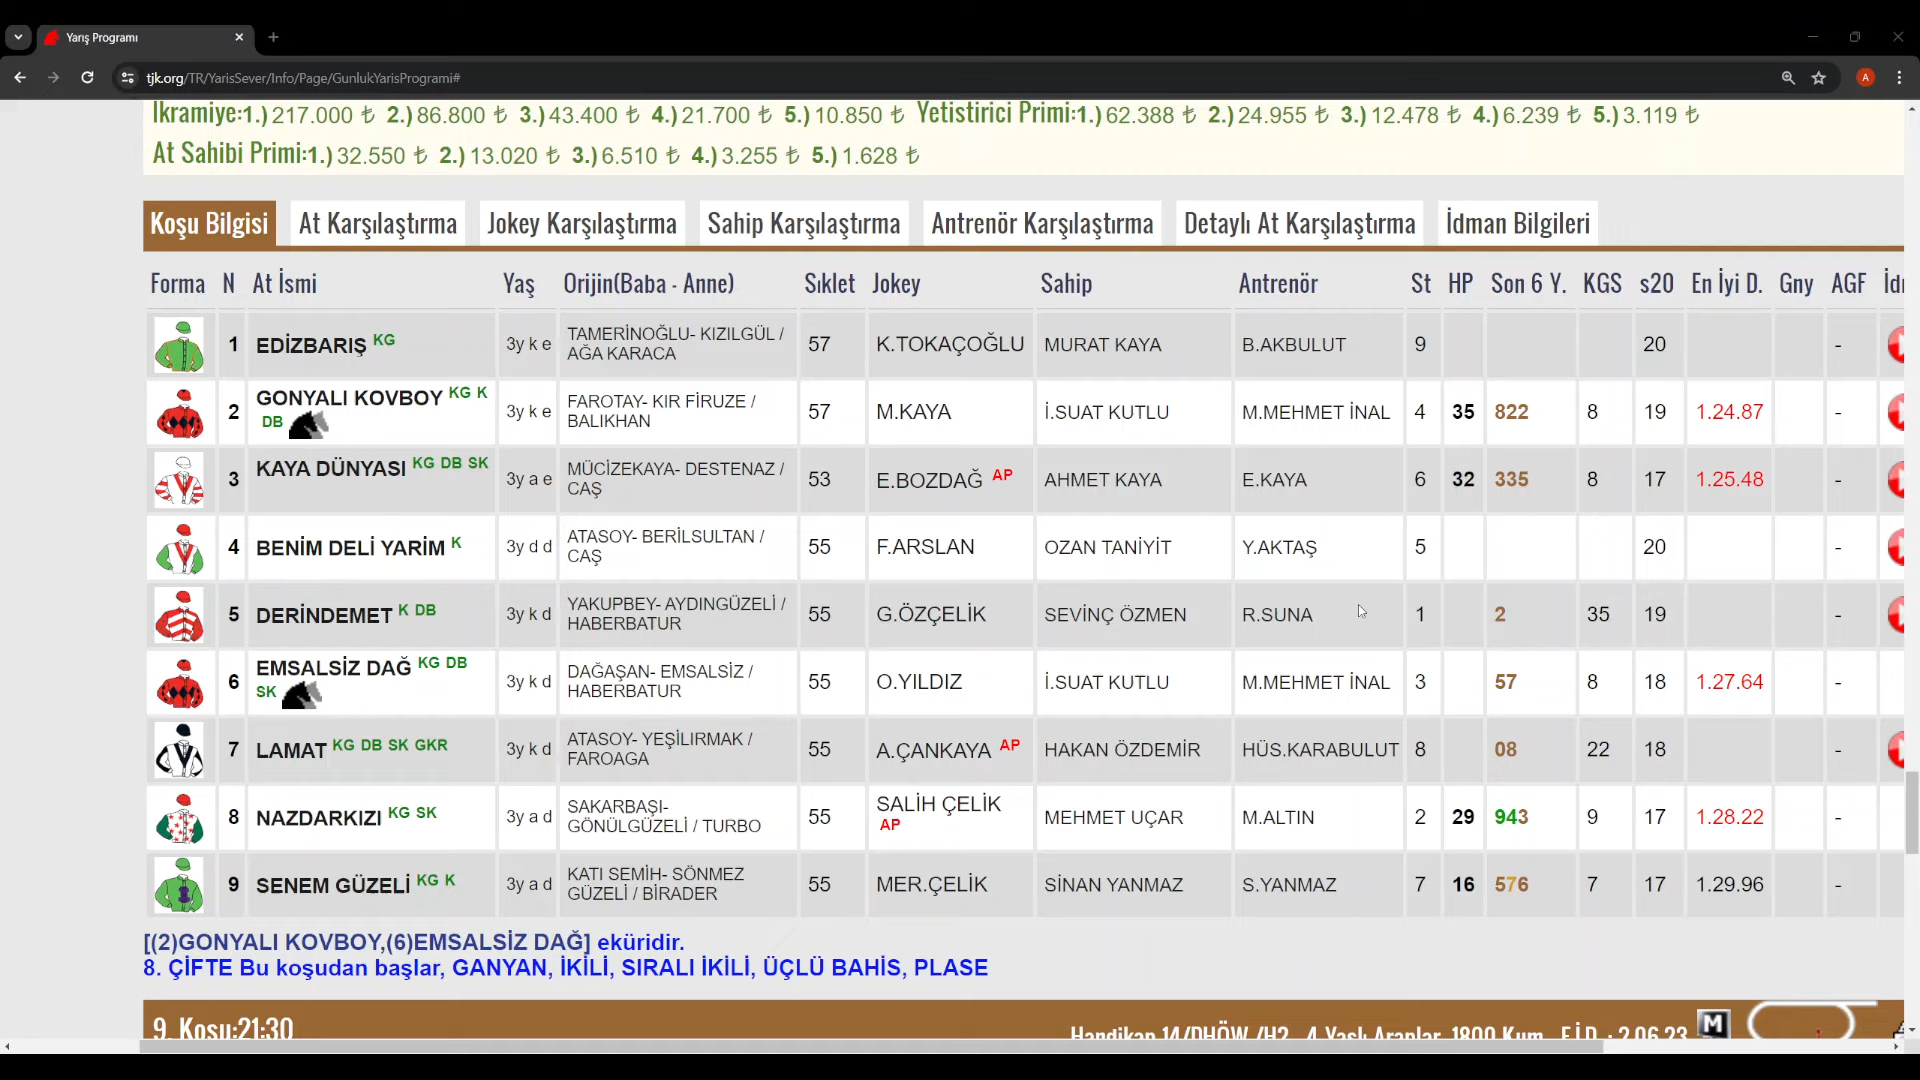 Yarış Programı
tjk.org/TR/YarisSever/Info/Page/GunlukYarisProgrami#
A
İkramiye:1.) 217.000 ₺ 2.) 86.800 ₺ 3.) 43.400 ₺ 4.) 21.700 ₺ 5.) 10.850 ₺ Yetistirici Primi:1.) 62.388 ₺ 2.) 24.955 ₺ 3.) 12.478 ₺ 4.) 6.239 ₺ 5.) 3.119 ₺
At Sahibi Primi:1.) 32.550 ₺ 2.) 13.020 ₺ 3.) 6.510 ₺ 4.) 3.255 ₺ 5.) 1.628 ₺
Koşu Bilgisi At Karşılaştırma Jokey Karşılaştırma Sahip Karşılaştırma Antrenör Karşılaştırma Detaylı At Karşılaştırma İdman Bilgileri
Forma N At İsmi Yaş Orijin(Baba - Anne) Sıklet Jokey Sahip Antrenör St HP Son 6 Y. KGS s20 En İyi D. Gny AGF
1 EDİZBARIŞ KG 3y k e TAMERİNOĞLU- KIZILGÜL / AĞA KARACA 57 K.TOKAÇOĞLU MURAT KAYA B.AKBULUT 9 20 -
2 GONYALI KOVBOY KG K DB 3y k e FAROTAY- KIR FİRUZE / BALIKHAN 57 M.KAYA İ.SUAT KUTLU M.MEHMET İNAL 4 35 822 8 19 1.24.87 -
3 KAYA DÜNYASI KG DB SK 3y a e MÜCİZEKAYA- DESTENAZ / CAŞ 53 E.BOZDAĞ AP AHMET KAYA E.KAYA 6 32 335 8 17 1.25.48 -
4 BENİM DELİ YARİM K 3y d d ATASOY- BERİLSULTAN / CAŞ 55 F.ARSLAN OZAN TANİYİT Y.AKTAŞ 5 20 -
5 DERİNDEMET K DB 3y k d YAKUPBEY- AYDINGÜZELİ / HABERBATUR 55 G.ÖZÇELİK SEVİNÇ ÖZMEN R.SUNA 1 2 35 19 -
6 EMSALSİZ DAĞ KG DB SK 3y k d DAĞAŞAN- EMSALSİZ / HABERBATUR 55 O.YILDIZ İ.SUAT KUTLU M.MEHMET İNAL 3 57 8 18 1.27.64 -
7 LAMAT KG DB SK GKR 3y k d ATASOY- YEŞİLIRMAK / FAROAGA 55 A.ÇANKAYA AP HAKAN ÖZDEMİR HÜS.KARABULUT 8 08 22 18 -
8 NAZDARKIZI KG SK 3y a d SAKARBAŞI- GÖNÜLGÜZELİ / TURBO 55 SALİH ÇELİK AP MEHMET UÇAR M.ALTIN 2 29 943 9 17 1.28.22 -
9 SENEM GÜZELİ KG K 3y a d KATI SEMİH- SÖNMEZ GÜZELİ / BİRADER 55 MER.ÇELİK SİNAN YANMAZ S.YANMAZ 7 16 576 7 17 1.29.96 -
[(2)GONYALI KOVBOY,(6)EMSALSİZ DAĞ] eküridir.
8. ÇİFTE Bu koşudan başlar, GANYAN, İKİLİ, SIRALI İKİLİ, ÜÇLÜ BAHİS, PLASE
9. Koşu:21:30 Handikap 14/DHÖW /H2, 4 Yaşlı Araplar, 1800 Kum, E.İ.D. : 2.06.23 M